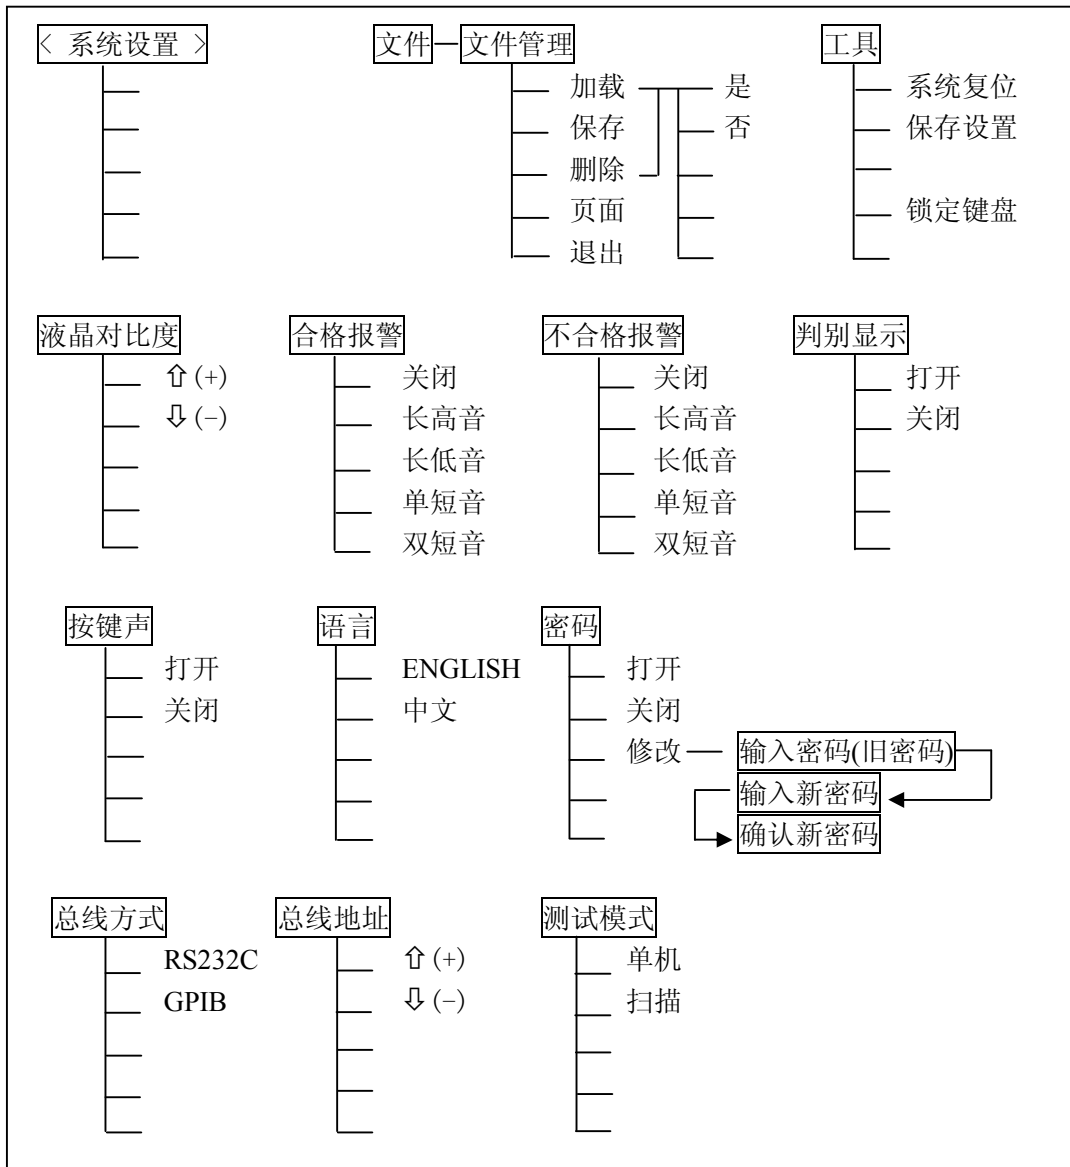 < 系统设置 >
文件 文件管理
加载
保存
删除
页面
退出
是
否
工具
系统复位
保存设置
锁定键盘
液晶对比度
⇧(+)
⇩(−)
合格报警
关闭
长高音
长低音
单短音
双短音
不合格报警
关闭
长高音
长低音
单短音
双短音
判别显示
打开
关闭
按键声
打开
关闭
语言
ENGLISH
中文
密码
打开
关闭
修改
输入密码(旧密码)
输入新密码
确认新密码
总线方式
RS232C
GPIB
总线地址
⇧(+)
⇩(−)
测试模式
单机
扫描